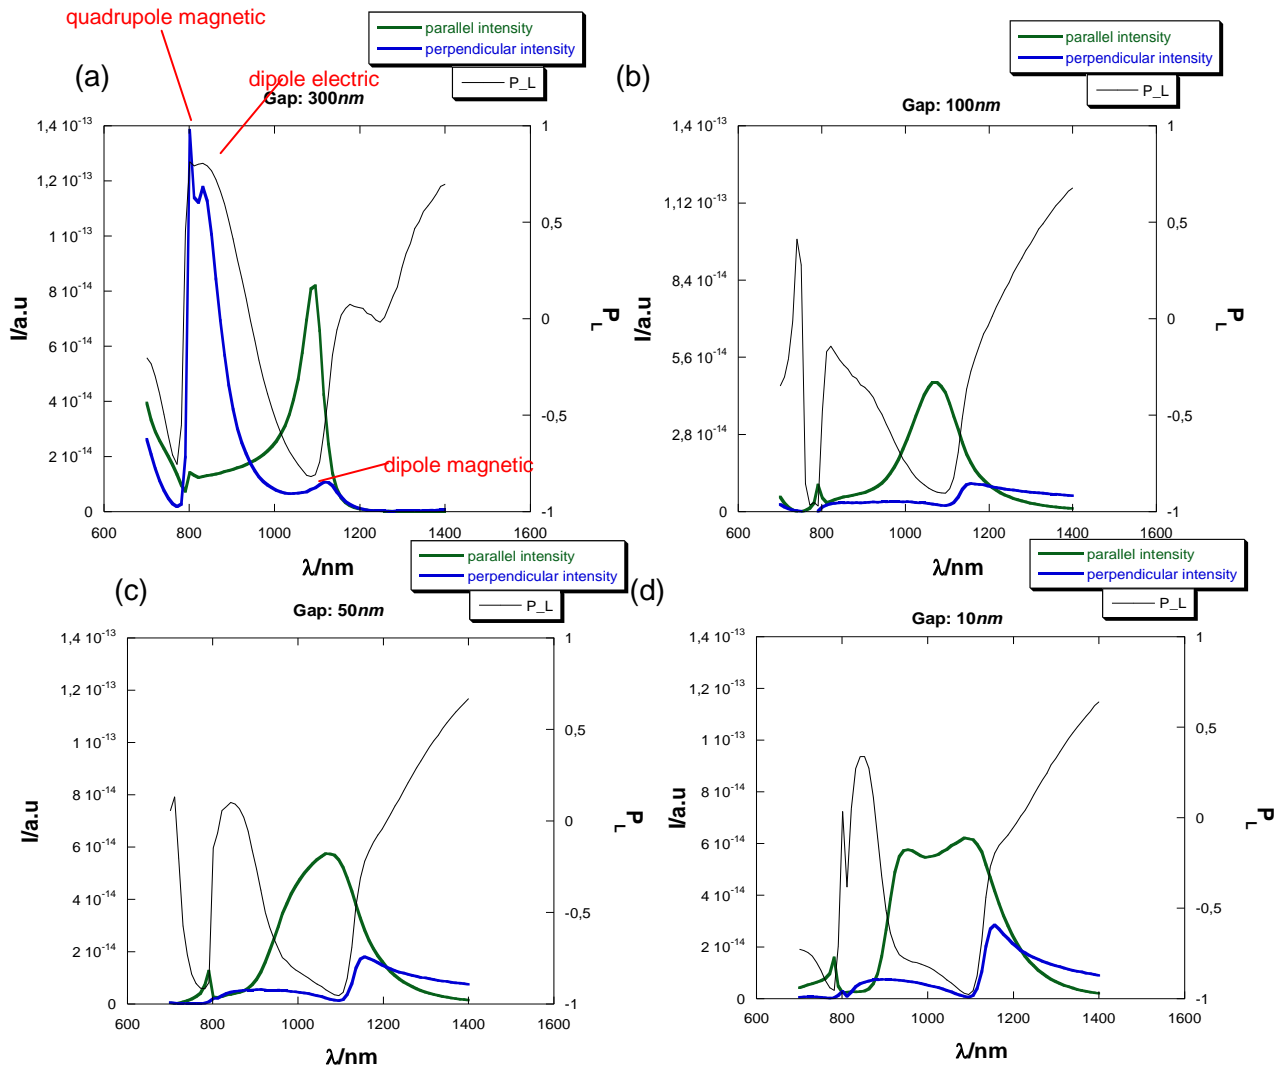 quadrupole magnetic
parallel intensity
perpendicular intensity
P_L
(a)
dipole electric
Gap: 300nm
1,4 10-13
1,2 10-13
1 10-13
8 10-14
6 10-14
4 10-14
2 10-14
0
I/a.u
1
0,5
0
-0,5
-1
P_L
dipole magnetic
600 800 1000 1200 1400 1600
λ/nm
parallel intensity
perpendicular intensity
P_L
(b)
Gap: 100nm
1,4 10-13
1,12 10-13
8,4 10-14
5,6 10-14
2,8 10-14
0
I/a.u
1
0,5
0
-0,5
-1
P_L
600 800 1000 1200 1400 1600
λ/nm
parallel intensity
perpendicular intensity
P_L
(c)
Gap: 50nm
1,4 10-13
1,2 10-13
1 10-13
8 10-14
6 10-14
4 10-14
2 10-14
0
I/a.u
1
0,5
0
-0,5
-1
P_L
600 800 1000 1200 1400 1600
λ/nm
parallel intensity
perpendicular intensity
P_L
(d)
Gap: 10nm
1,4 10-13
1,2 10-13
1 10-13
8 10-14
6 10-14
4 10-14
2 10-14
0
I/a.u
1
0,5
0
-0,5
-1
P_L
600 800 1000 1200 1400 1600
λ/nm